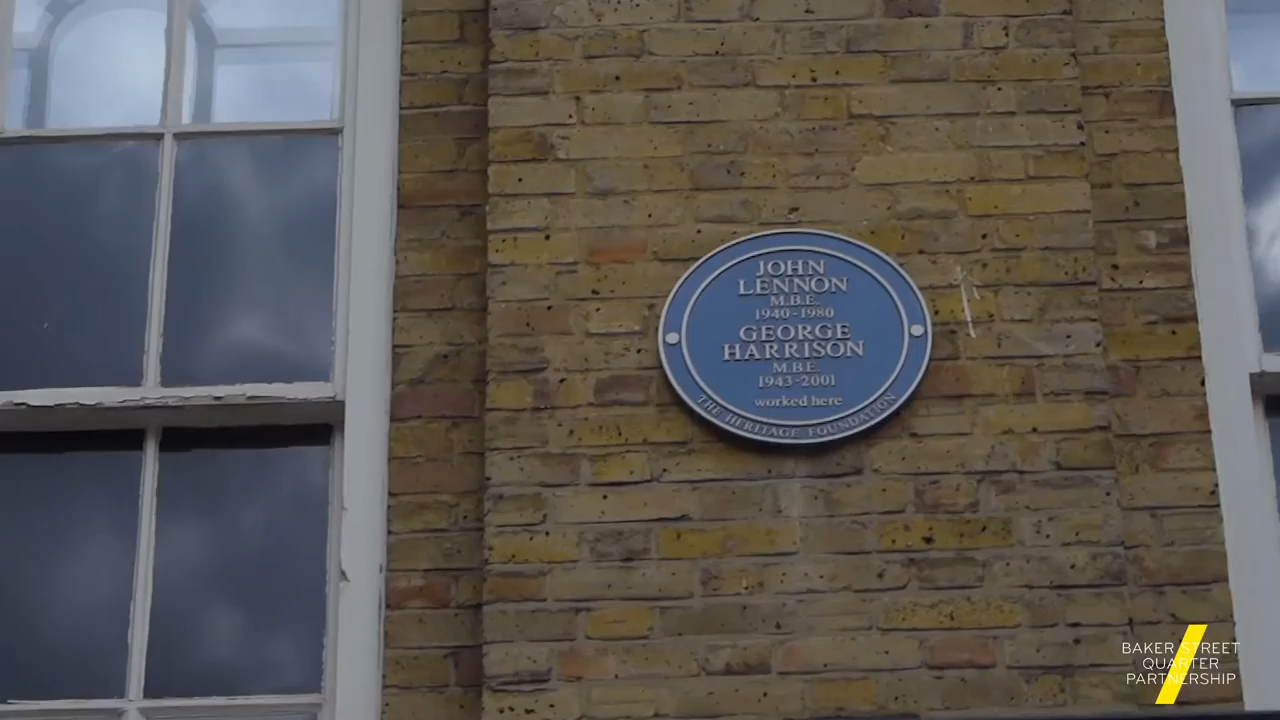 JOHN
LENNON
M.B.E.
1940-1980
GEORGE
HARRISON
M.B.E.
1943-2001
worked here
THE HERITAGE FOUNDATION
BAKER STREET
QUARTER
PARTNERSHIP